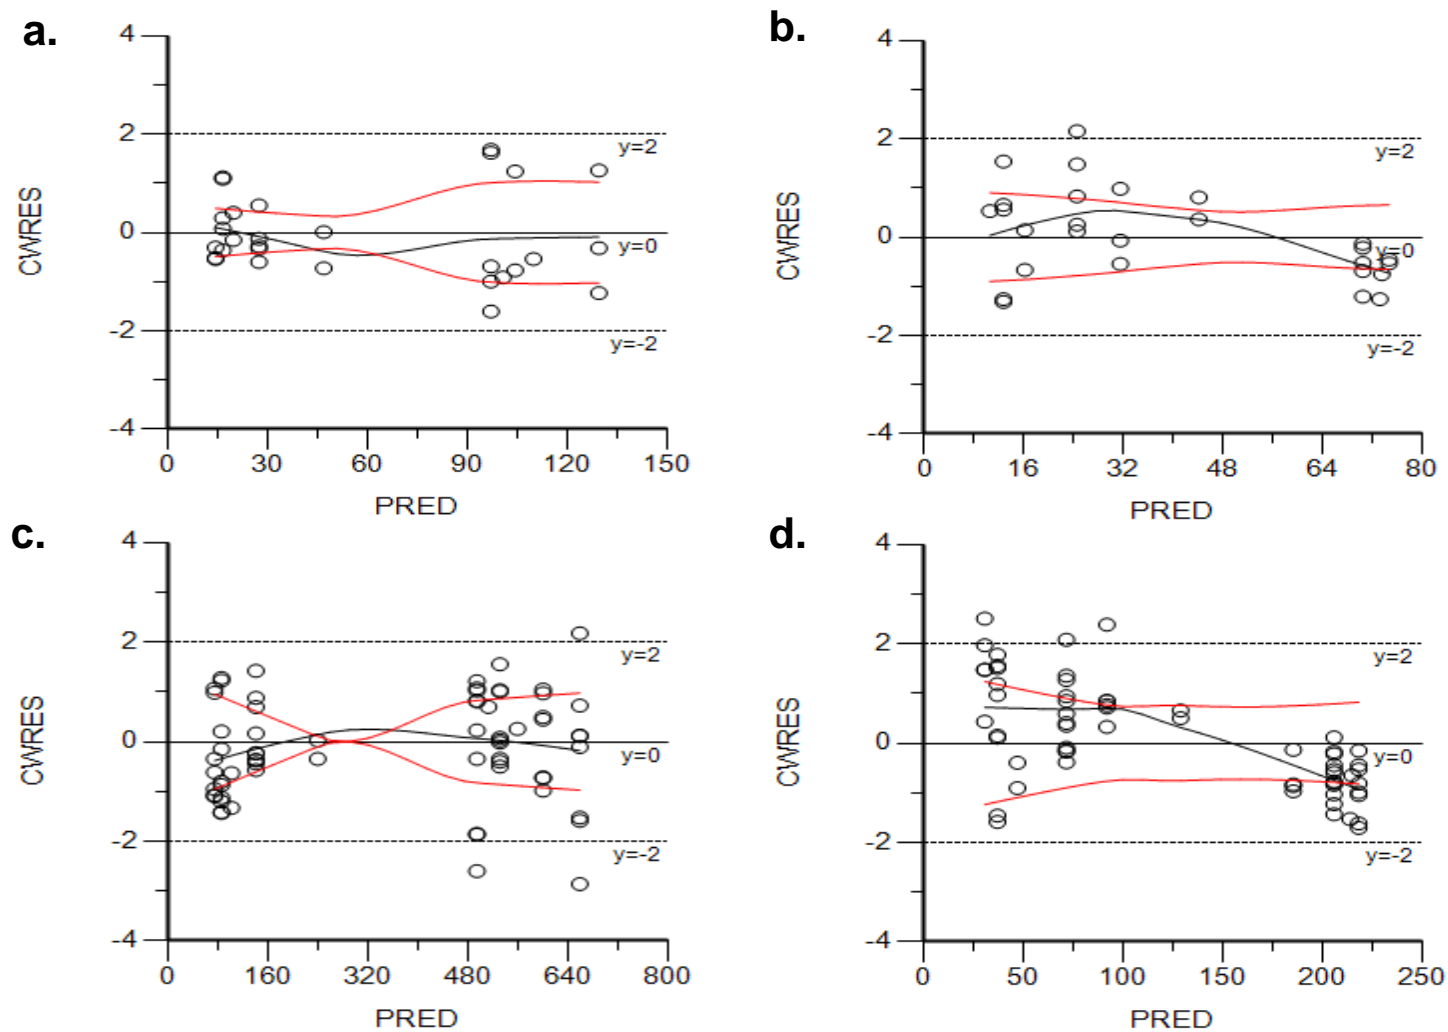 a.
4
2
0
-2
-4
CWRES
y=2
y=0
y=-2
0 30 60 90 120 150
PRED
b.
4
2
0
-2
-4
CWRES
y=2
y=0
y=-2
0 16 32 48 64 80
PRED
c.
4
2
0
-2
-4
CWRES
y=2
y=0
y=-2
0 160 320 480 640 800
PRED
d.
4
2
0
-2
-4
CWRES
y=2
y=0
y=-2
0 50 100 150 200 250
PRED